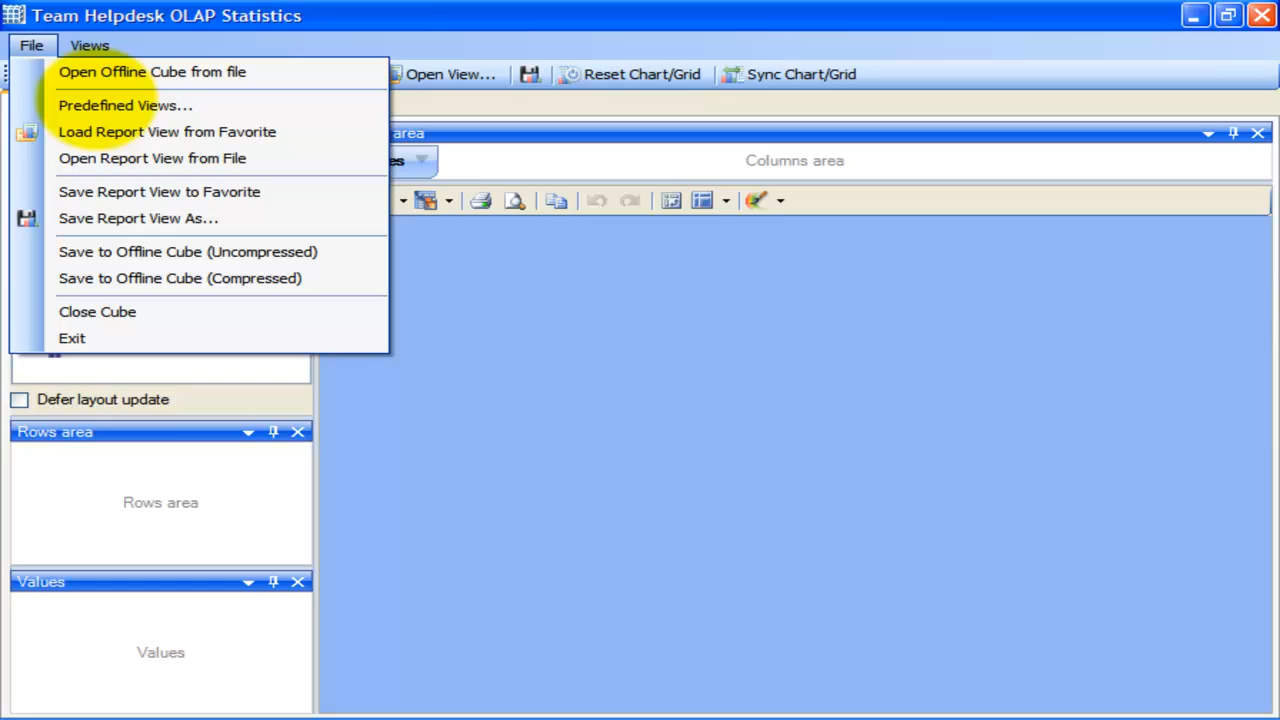 Team Helpdesk OLAP Statistics
File Views
Open Offline Cube from file
Predefined Views...
Load Report View from Favorite
Open Report View from File
Save Report View to Favorite
Save Report View As...
Save to Offline Cube (Uncompressed)
Save to Offline Cube (Compressed)
Close Cube
Exit
Open View... Reset Chart/Grid Sync Chart/Grid
area
Columns area
Defer layout update
Rows area
Rows area
Values
Values